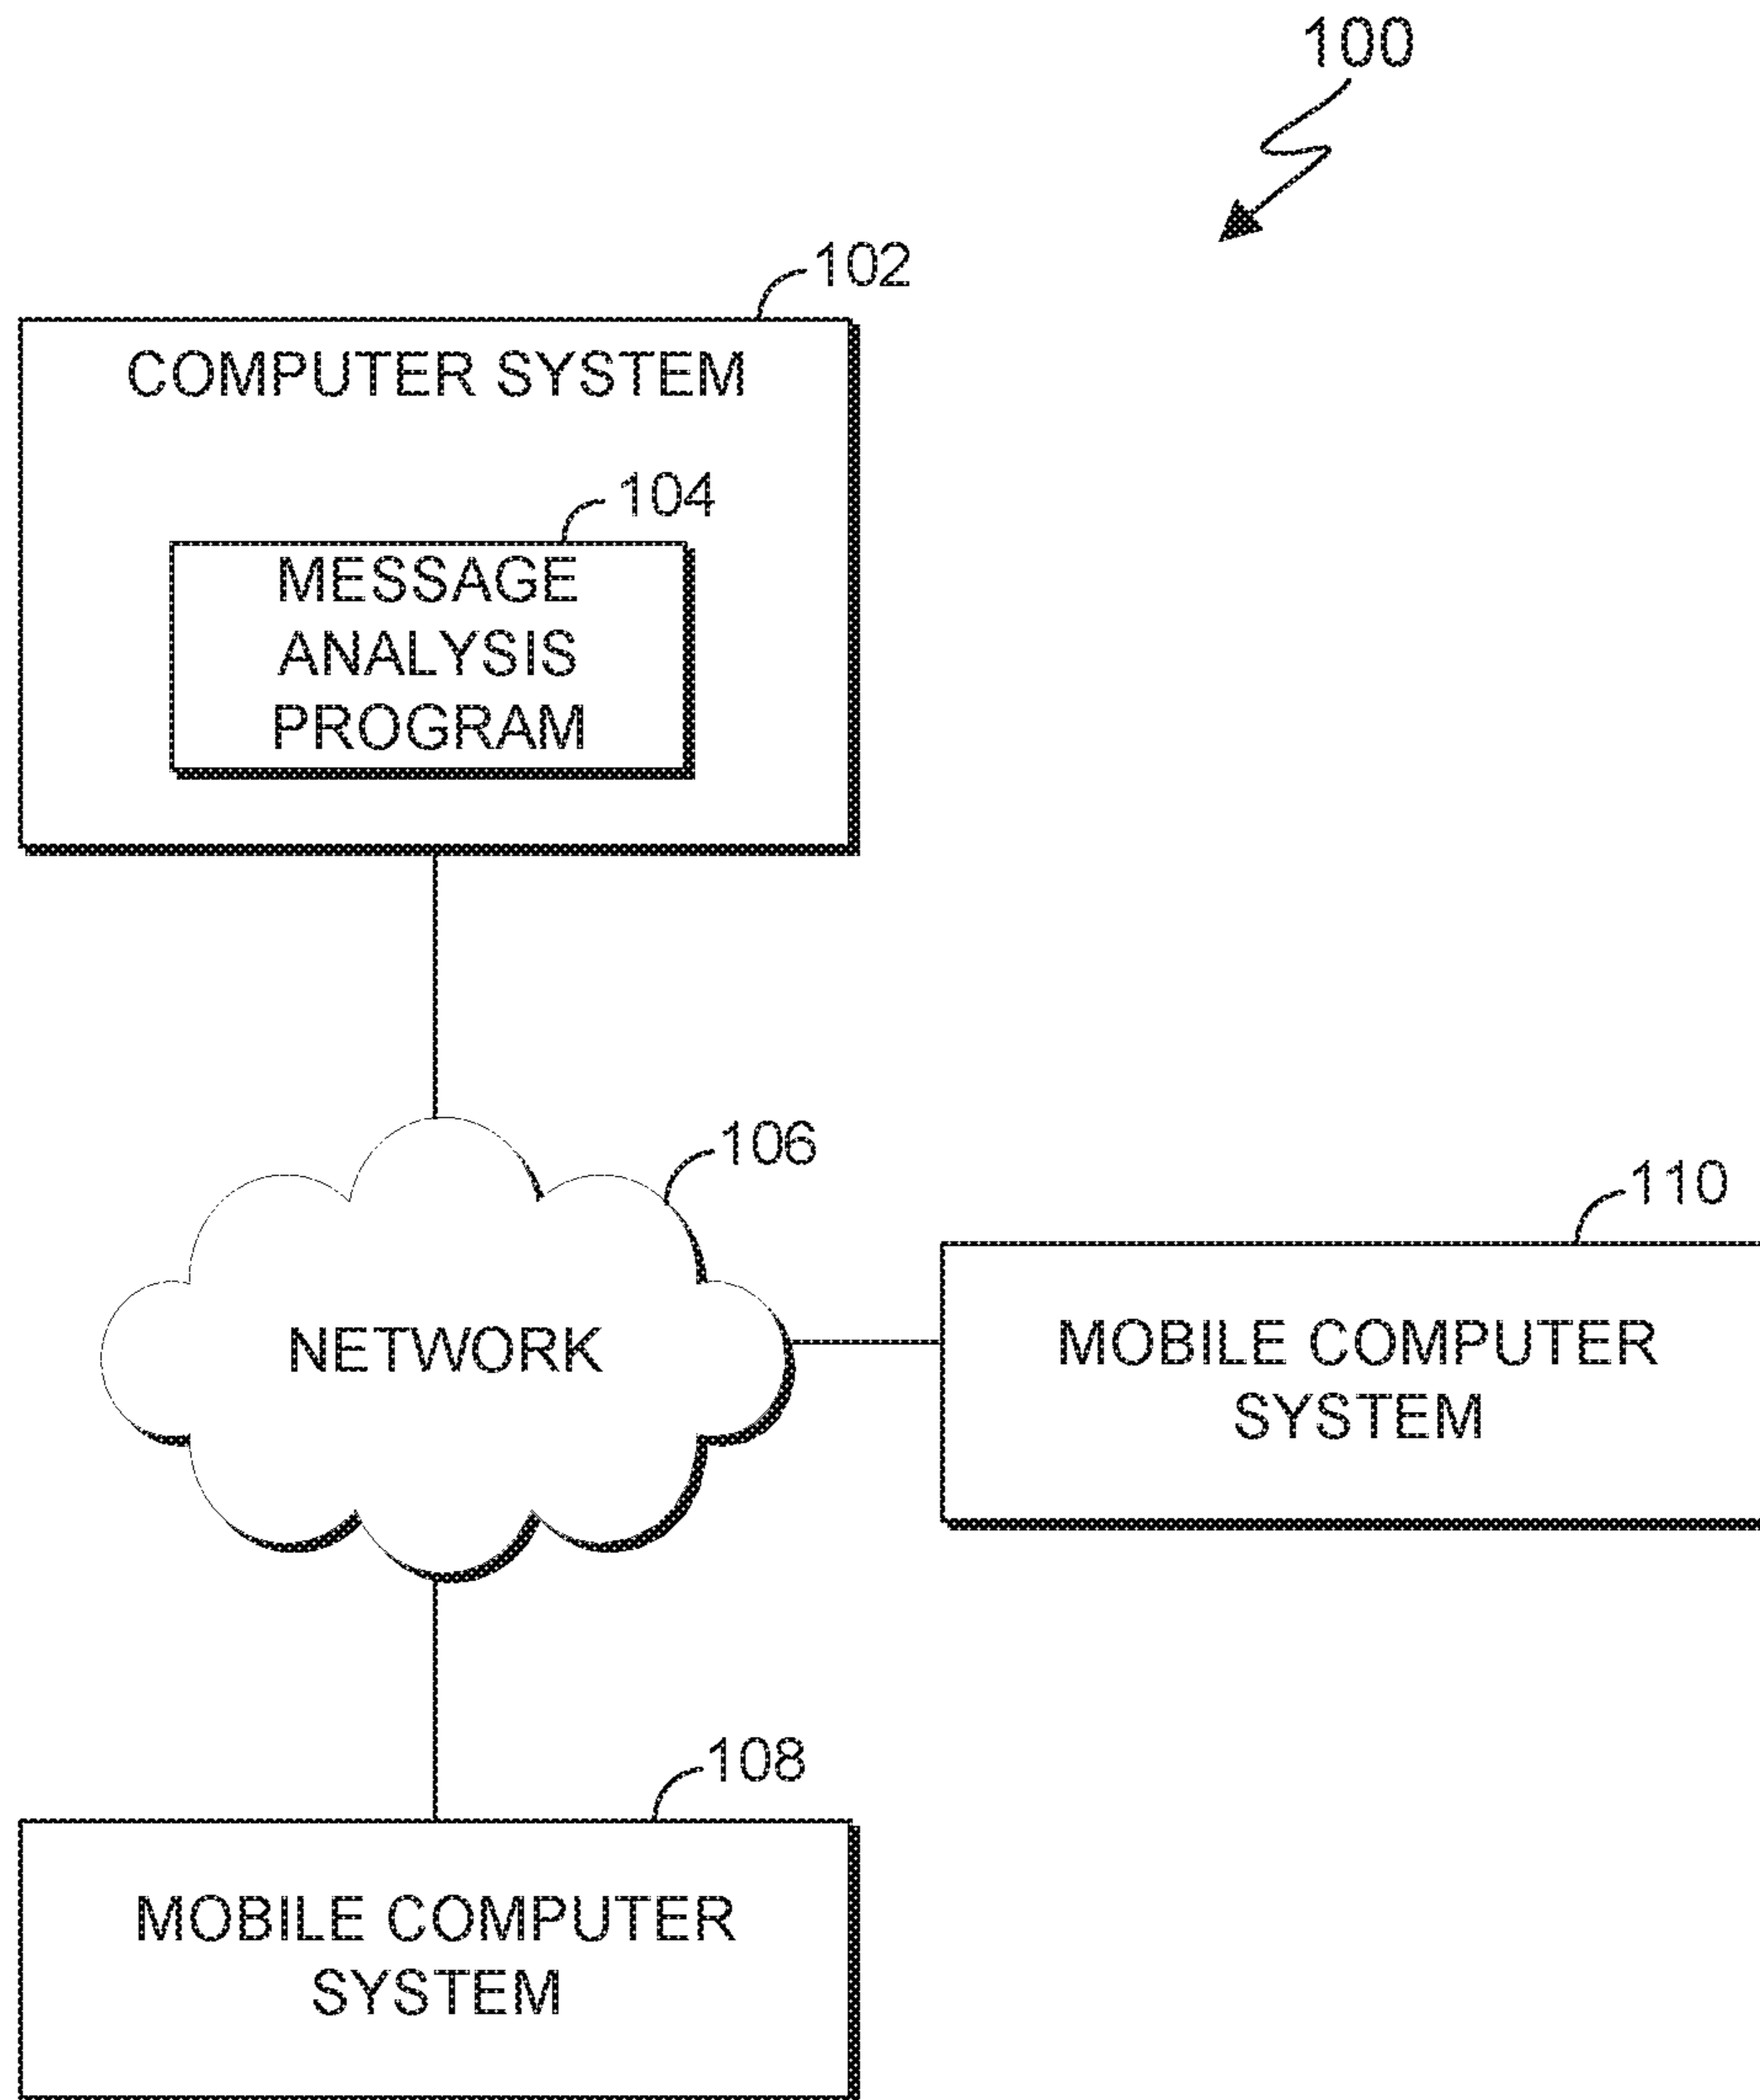 100
102
COMPUTER SYSTEM
104
MESSAGE
ANALYSIS
PROGRAM
106
110
NETWORK
MOBILE COMPUTER
SYSTEM
108
MOBILE COMPUTER
SYSTEM